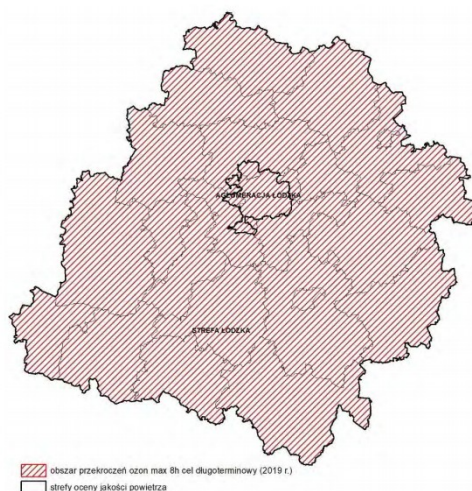 AGLOMERACJA ŁÓDZKA
STREFA ŁÓDZKA
obszar przekroczeń ozon max 8h cel długoterminowy (2019 r.)
strefy oceny jakości powietrza